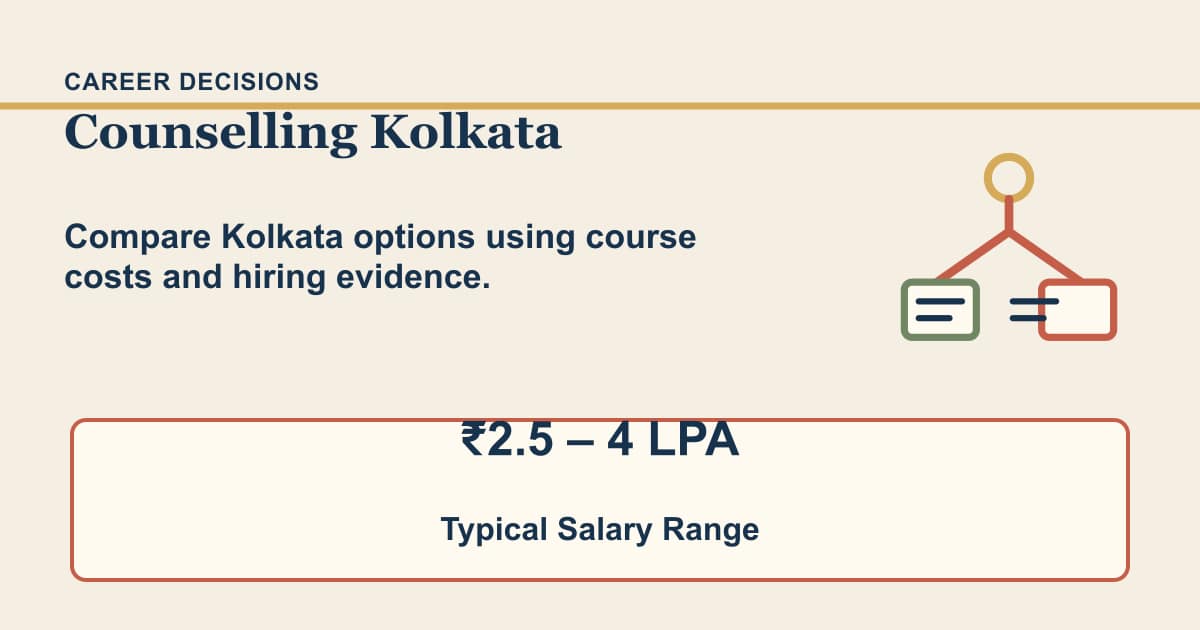 CAREER DECISIONS
Counselling Kolkata
Compare Kolkata options using course
costs and hiring evidence.
₹2.5 – 4 LPA
Typical Salary Range